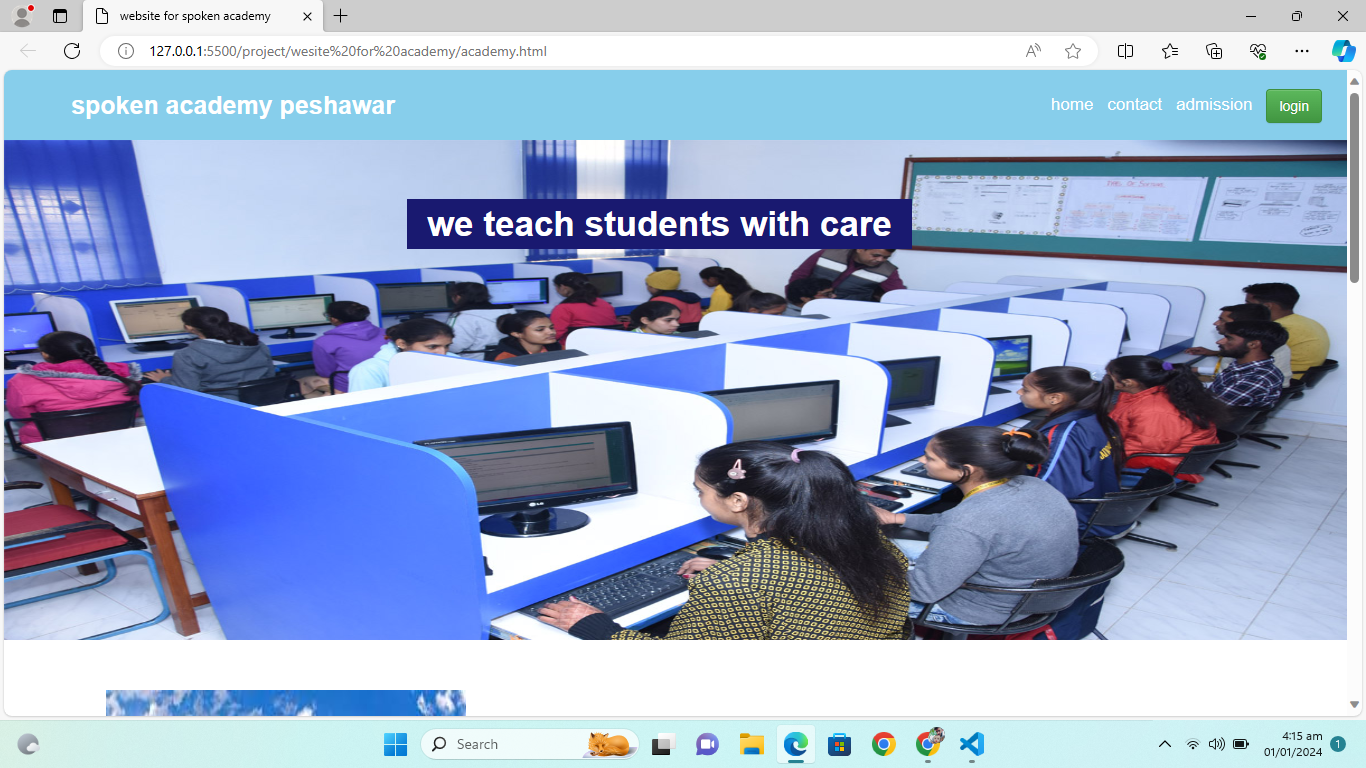 website for spoken academy
127.0.0.1:5500/project/wesite%20for%20academy/academy.html
spoken academy peshawar
home contact admission login
we teach students with care
LG
Search
4:15 am
01/01/2024
1